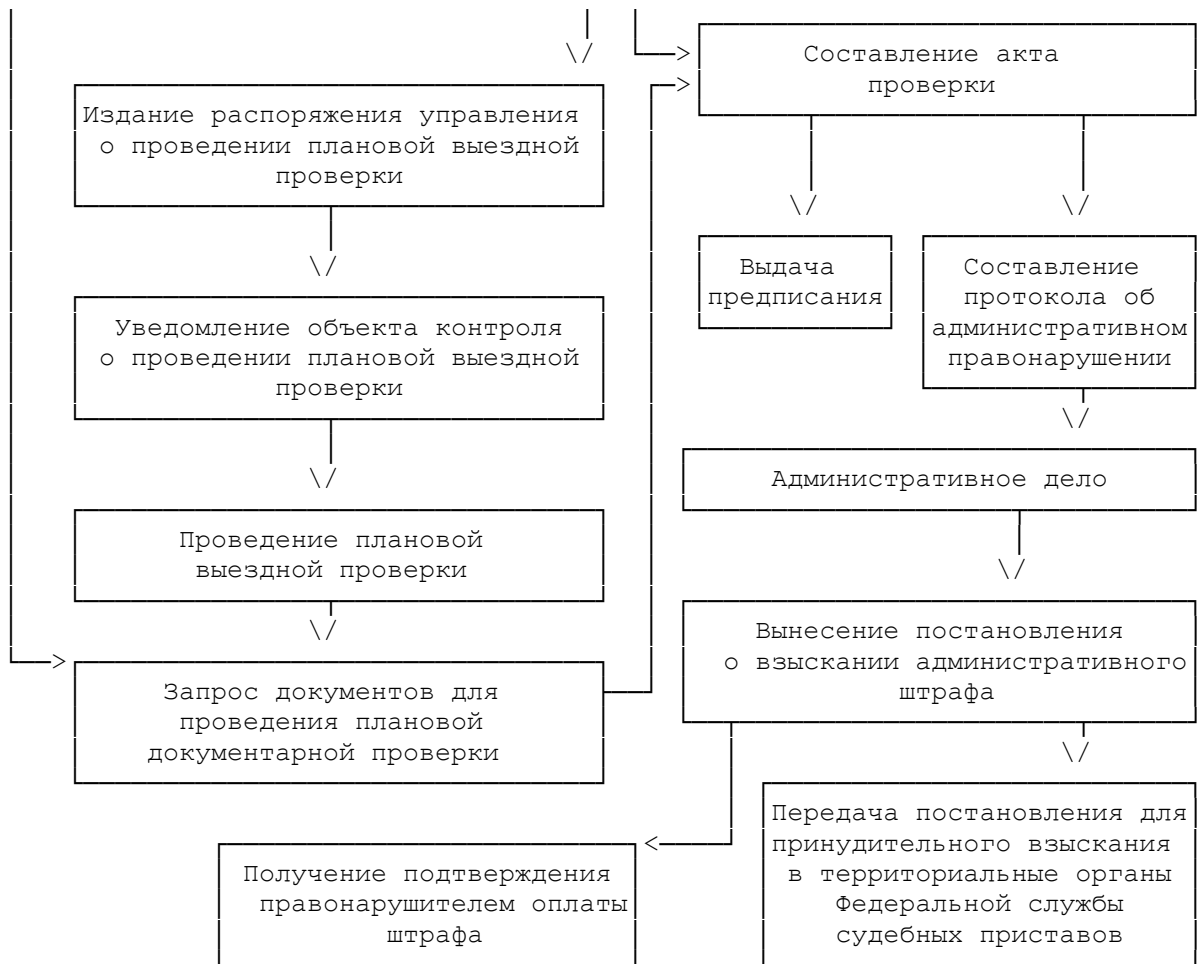 Составление акта
проверки
Издание распоряжения управления
о проведении плановой выездной
проверки
Выдача
предписания
Составление
протокола об
административном
правонарушении
Уведомление объекта контроля
о проведении плановой выездной
проверки
Административное дело
Проведение плановой
выездной проверки
Вынесение постановления
о взыскании административного
штрафа
Запрос документов для
проведения плановой
документарной проверки
Передача постановления для
принудительного взыскания
в территориальные органы
Федеральной службы
судебных приставов
Получение подтверждения
правонарушителем оплаты
штрафа